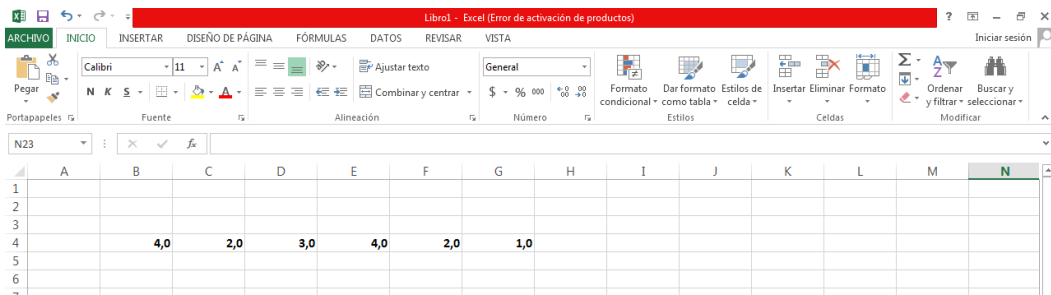 Libro1 - Excel (Error de activación de productos)
ARCHIVO INICIO INSERTAR DISEÑO DE PÁGINA FÓRMULAS DATOS REVISAR VISTA Iniciar sesión
Calibri 11 A A Ajustar texto General
Pegar N K S A Combinar y centrar $ % 000
Formato condicional Dar formato como tabla Estilos de celda Insertar Eliminar Formato Ordenar y filtrar Buscar y seleccionar
Portapapeles Fuente Alineación Número Estilos Celdas Modificar
N23 fx
A B C D E F G H I J K L M N
1
2
3
4 4,0 2,0 3,0 4,0 2,0 1,0
5
6